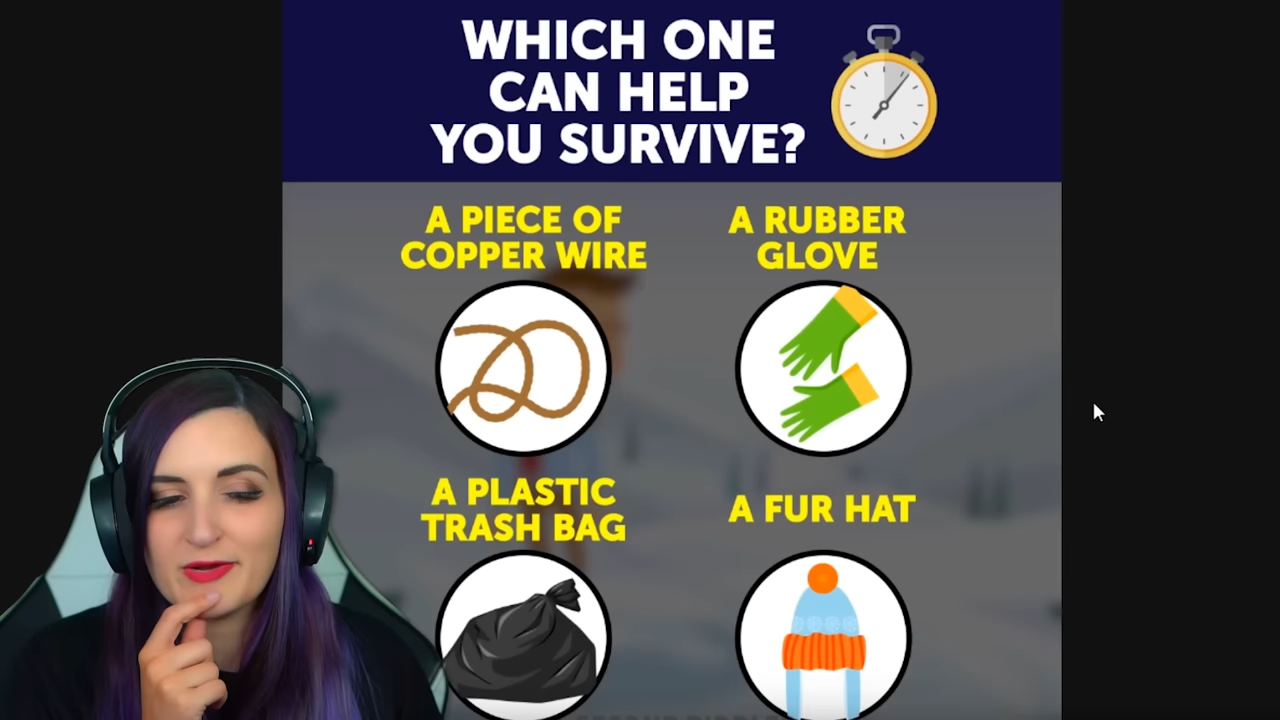 WHICH ONE
CAN HELP
YOU SURVIVE?
A PIECE OF
COPPER WIRE
A RUBBER
GLOVE
A PLASTIC
TRASH BAG
A FUR HAT